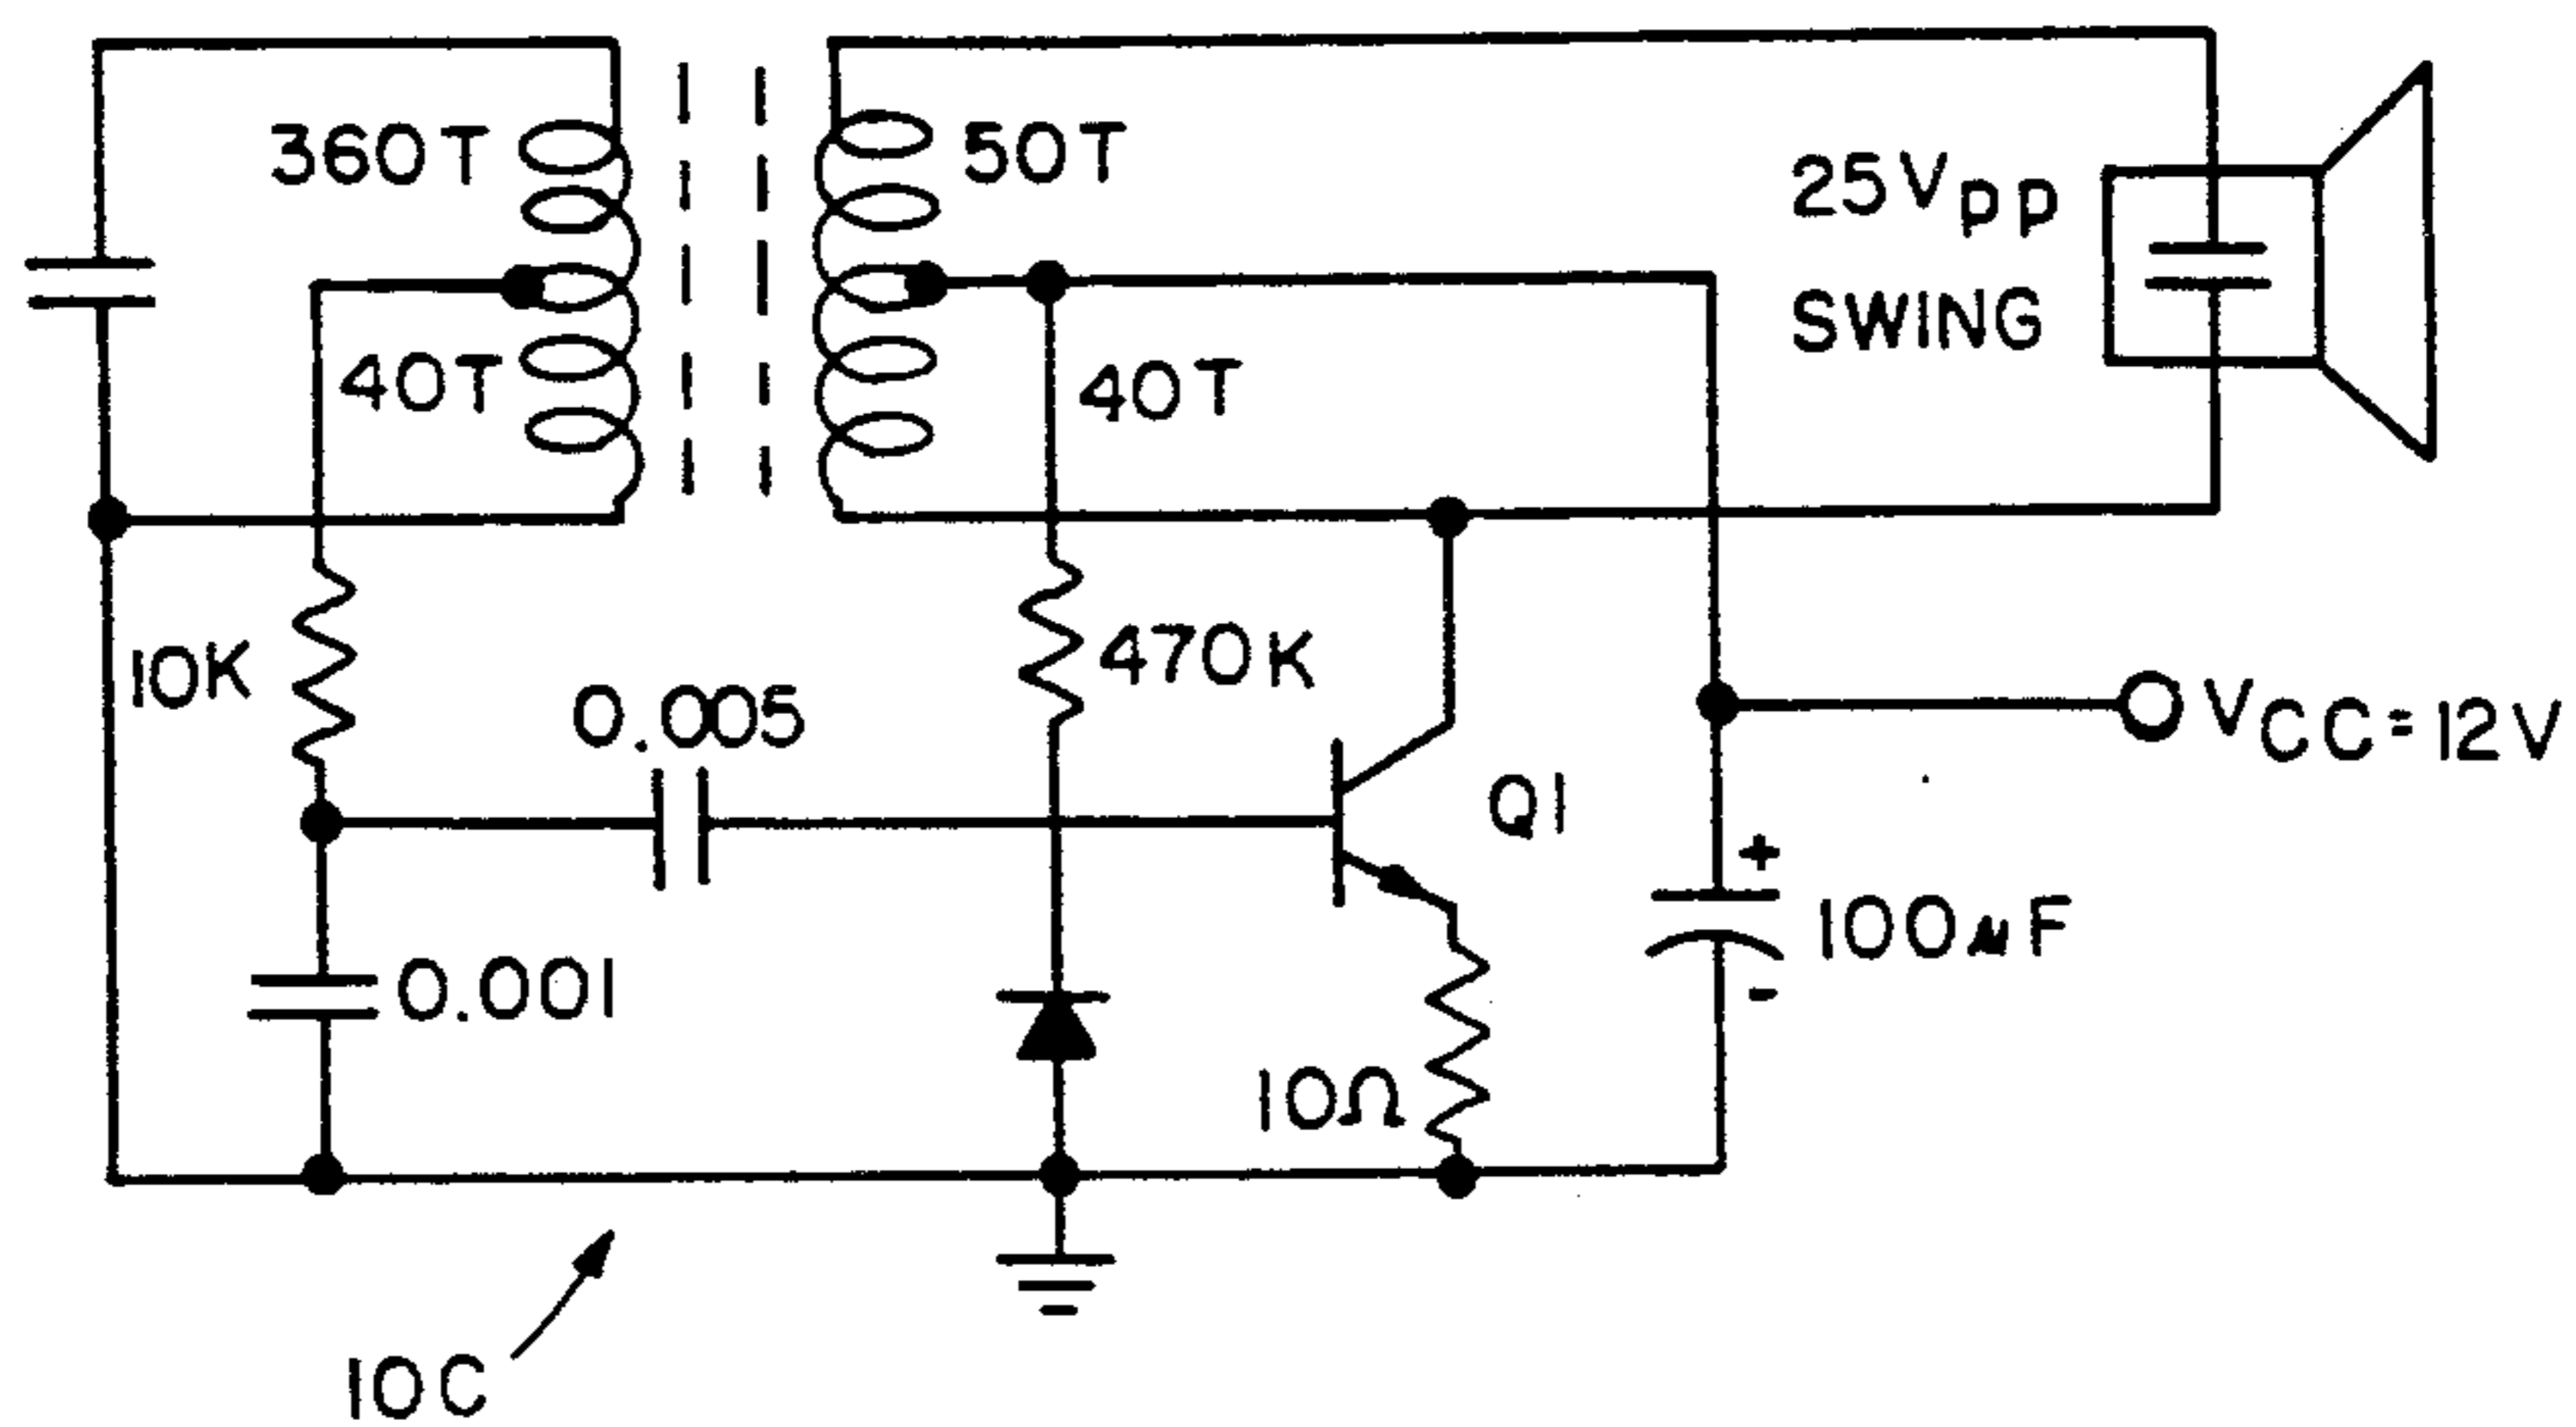 360T
50T
25Vpp
SWING
40T
40T
10K
470K
0.005
VCC=12V
Q1
+
100μF
0.001
-
10Ω
10C